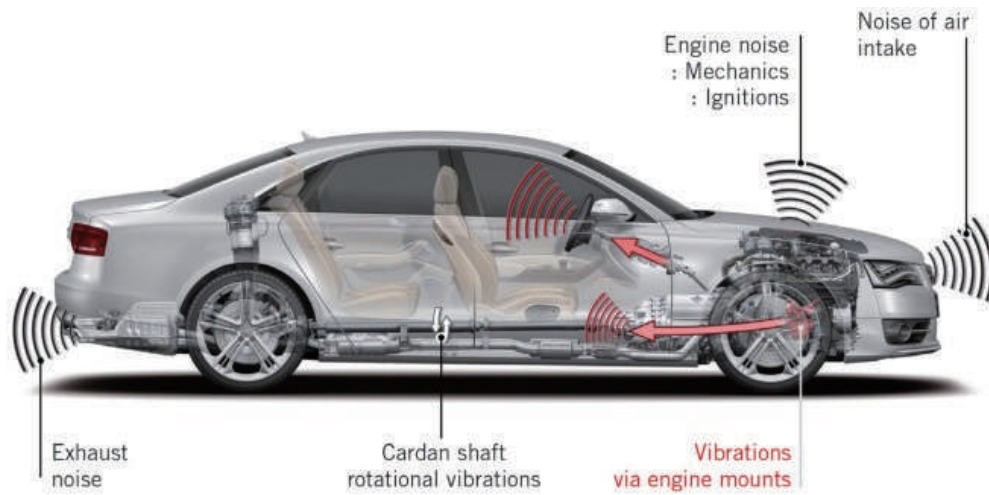 Noise of air
intake
Engine noise
: Mechanics
: Ignitions
Exhaust
noise
Cardan shaft
rotational vibrations
Vibrations
via engine mounts